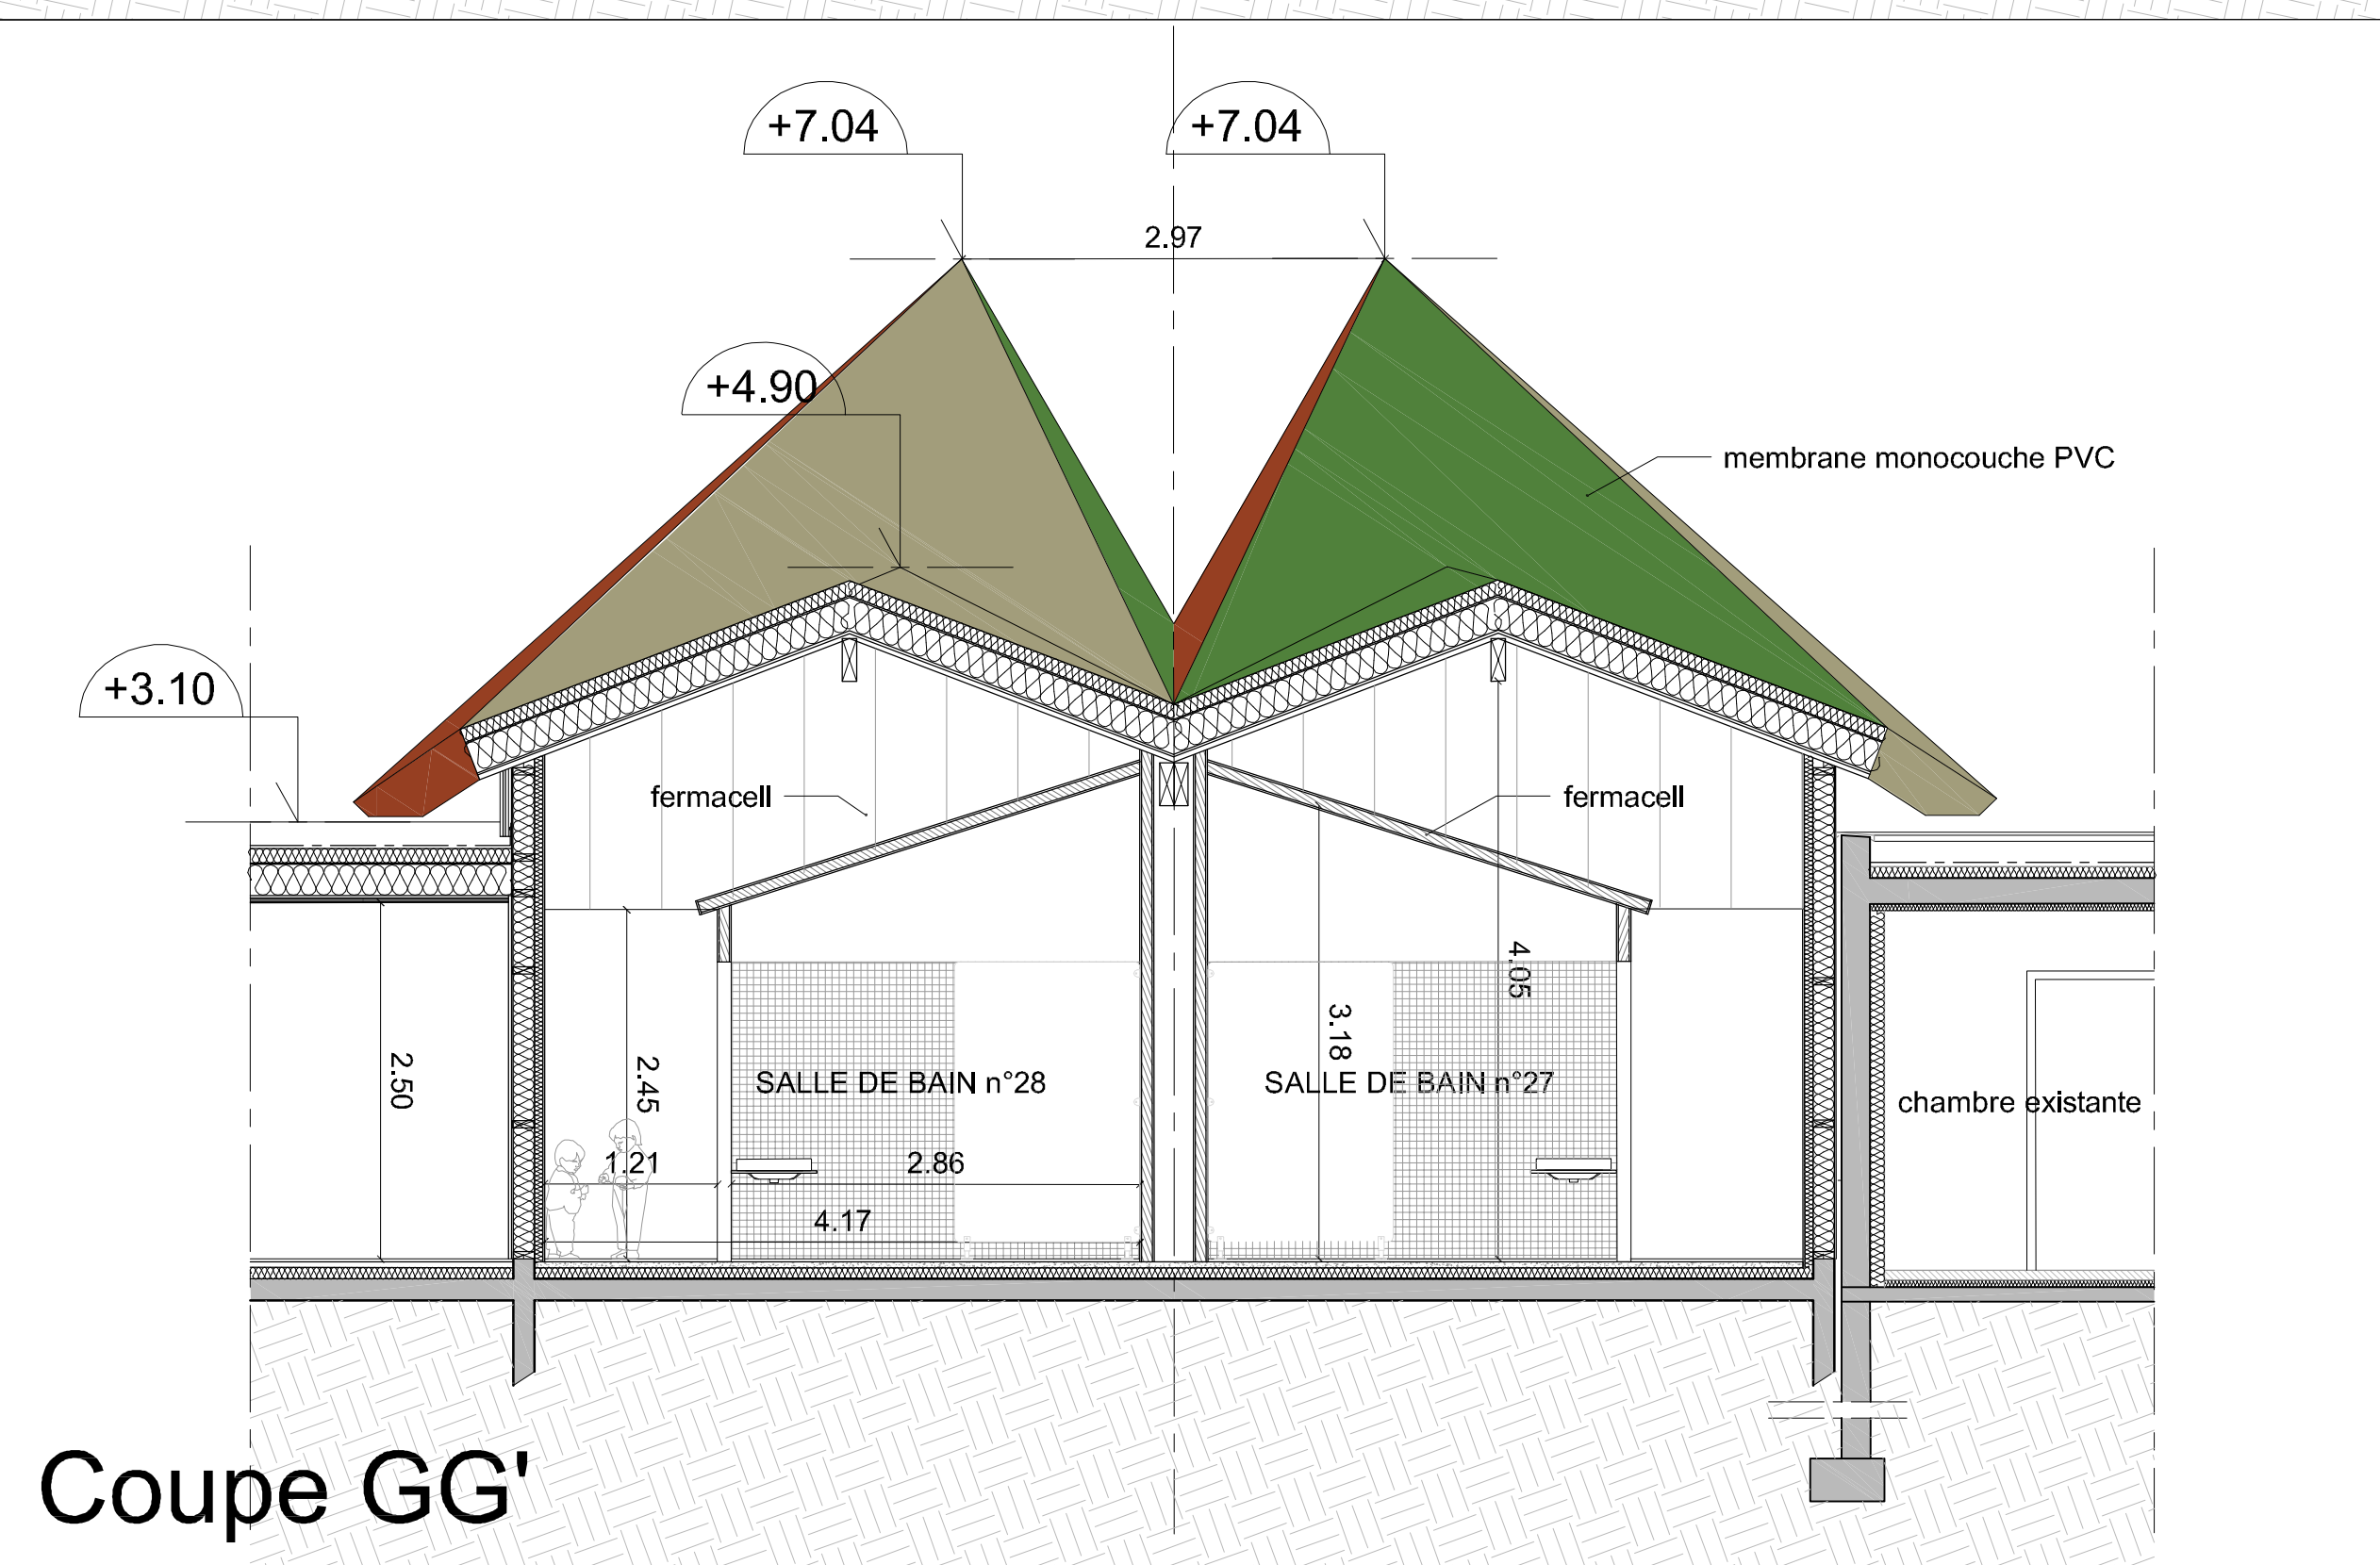 +7.04
+7.04
2.97
+4.90
membrane monocouche PVC
+3.10
fermacell
fermacell
4.05
3.18
2.50
2.45
SALLE DE BAIN n°28
SALLE DE BAIN n°27
chambre existante
1.21
2.86
4.17
Coupe GG'